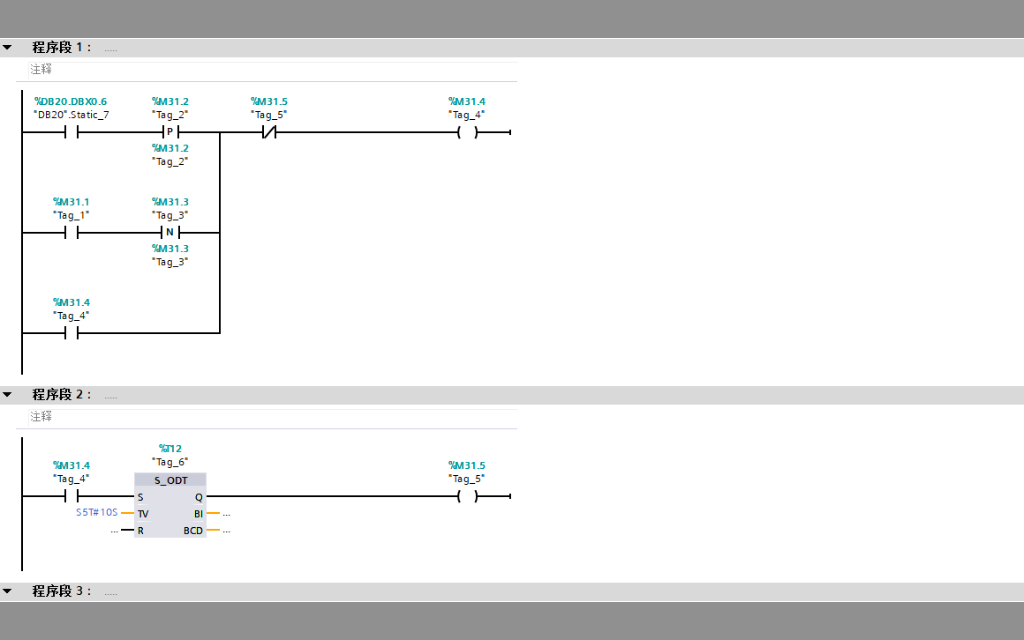 程序段 1： .....
注释
%DB20.DBX0.6 %M31.2 %M31.5 %M31.4
"DB20".Static_7 "Tag_2" "Tag_5" "Tag_4"
P
%M31.2
"Tag_2"
%M31.1 %M31.3
"Tag_1" "Tag_3"
N
%M31.3
"Tag_3"
%M31.4
"Tag_4"
程序段 2： .....
注释
%T12
"Tag_6"
%M31.4 %M31.5
"Tag_4" "Tag_5"
S_ODT
S Q
S5T#10S TV BI ...
... R BCD ...
程序段 3： .....